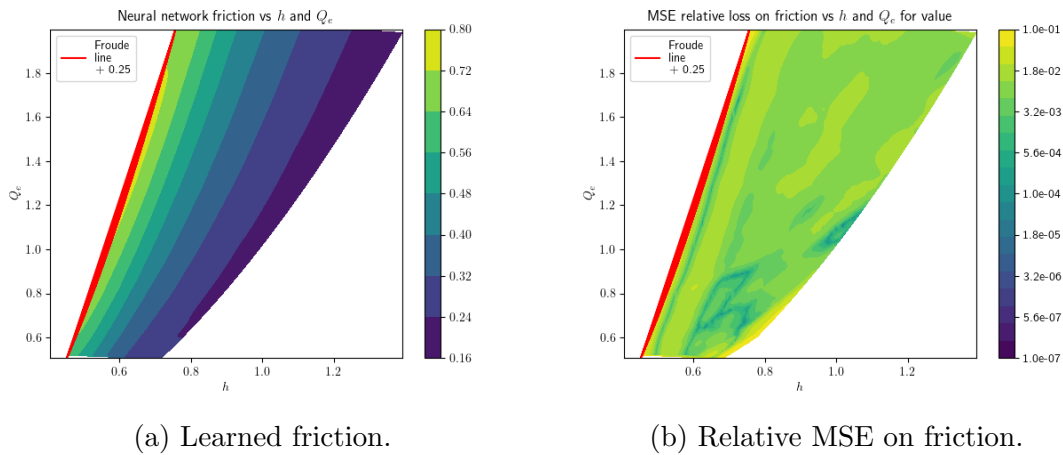 Neural network friction vs h and Q_e
Froude
line
+ 0.25
1.8
1.6
1.4
1.2
1.0
0.8
0.6
Q_e
0.6
0.8
1.0
1.2
h
0.80
0.72
0.64
0.56
0.48
0.40
0.32
0.24
0.16
MSE relative loss on friction vs h and Q_e for value
Froude
line
+ 0.25
1.8
1.6
1.4
1.2
1.0
0.8
0.6
Q_e
0.6
0.8
1.0
1.2
h
1.0e-01
1.8e-02
3.2e-03
5.6e-04
1.0e-04
1.8e-05
3.2e-06
5.6e-07
1.0e-07
(a) Learned friction.
(b) Relative MSE on friction.